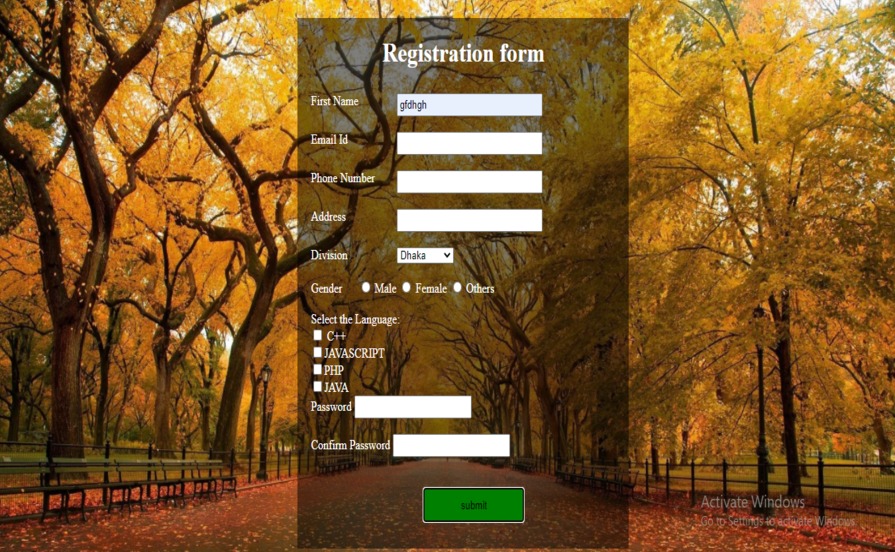 Registration form
First Name gfdhgh
Email Id
Phone Number
Address
Division Dhaka
Gender Male Female Others
Select the Language:
C++
JAVASCRIPT
PHP
JAVA
Password
Confirm Password
submit
Activate Windows
Go to Settings to activate Windows.